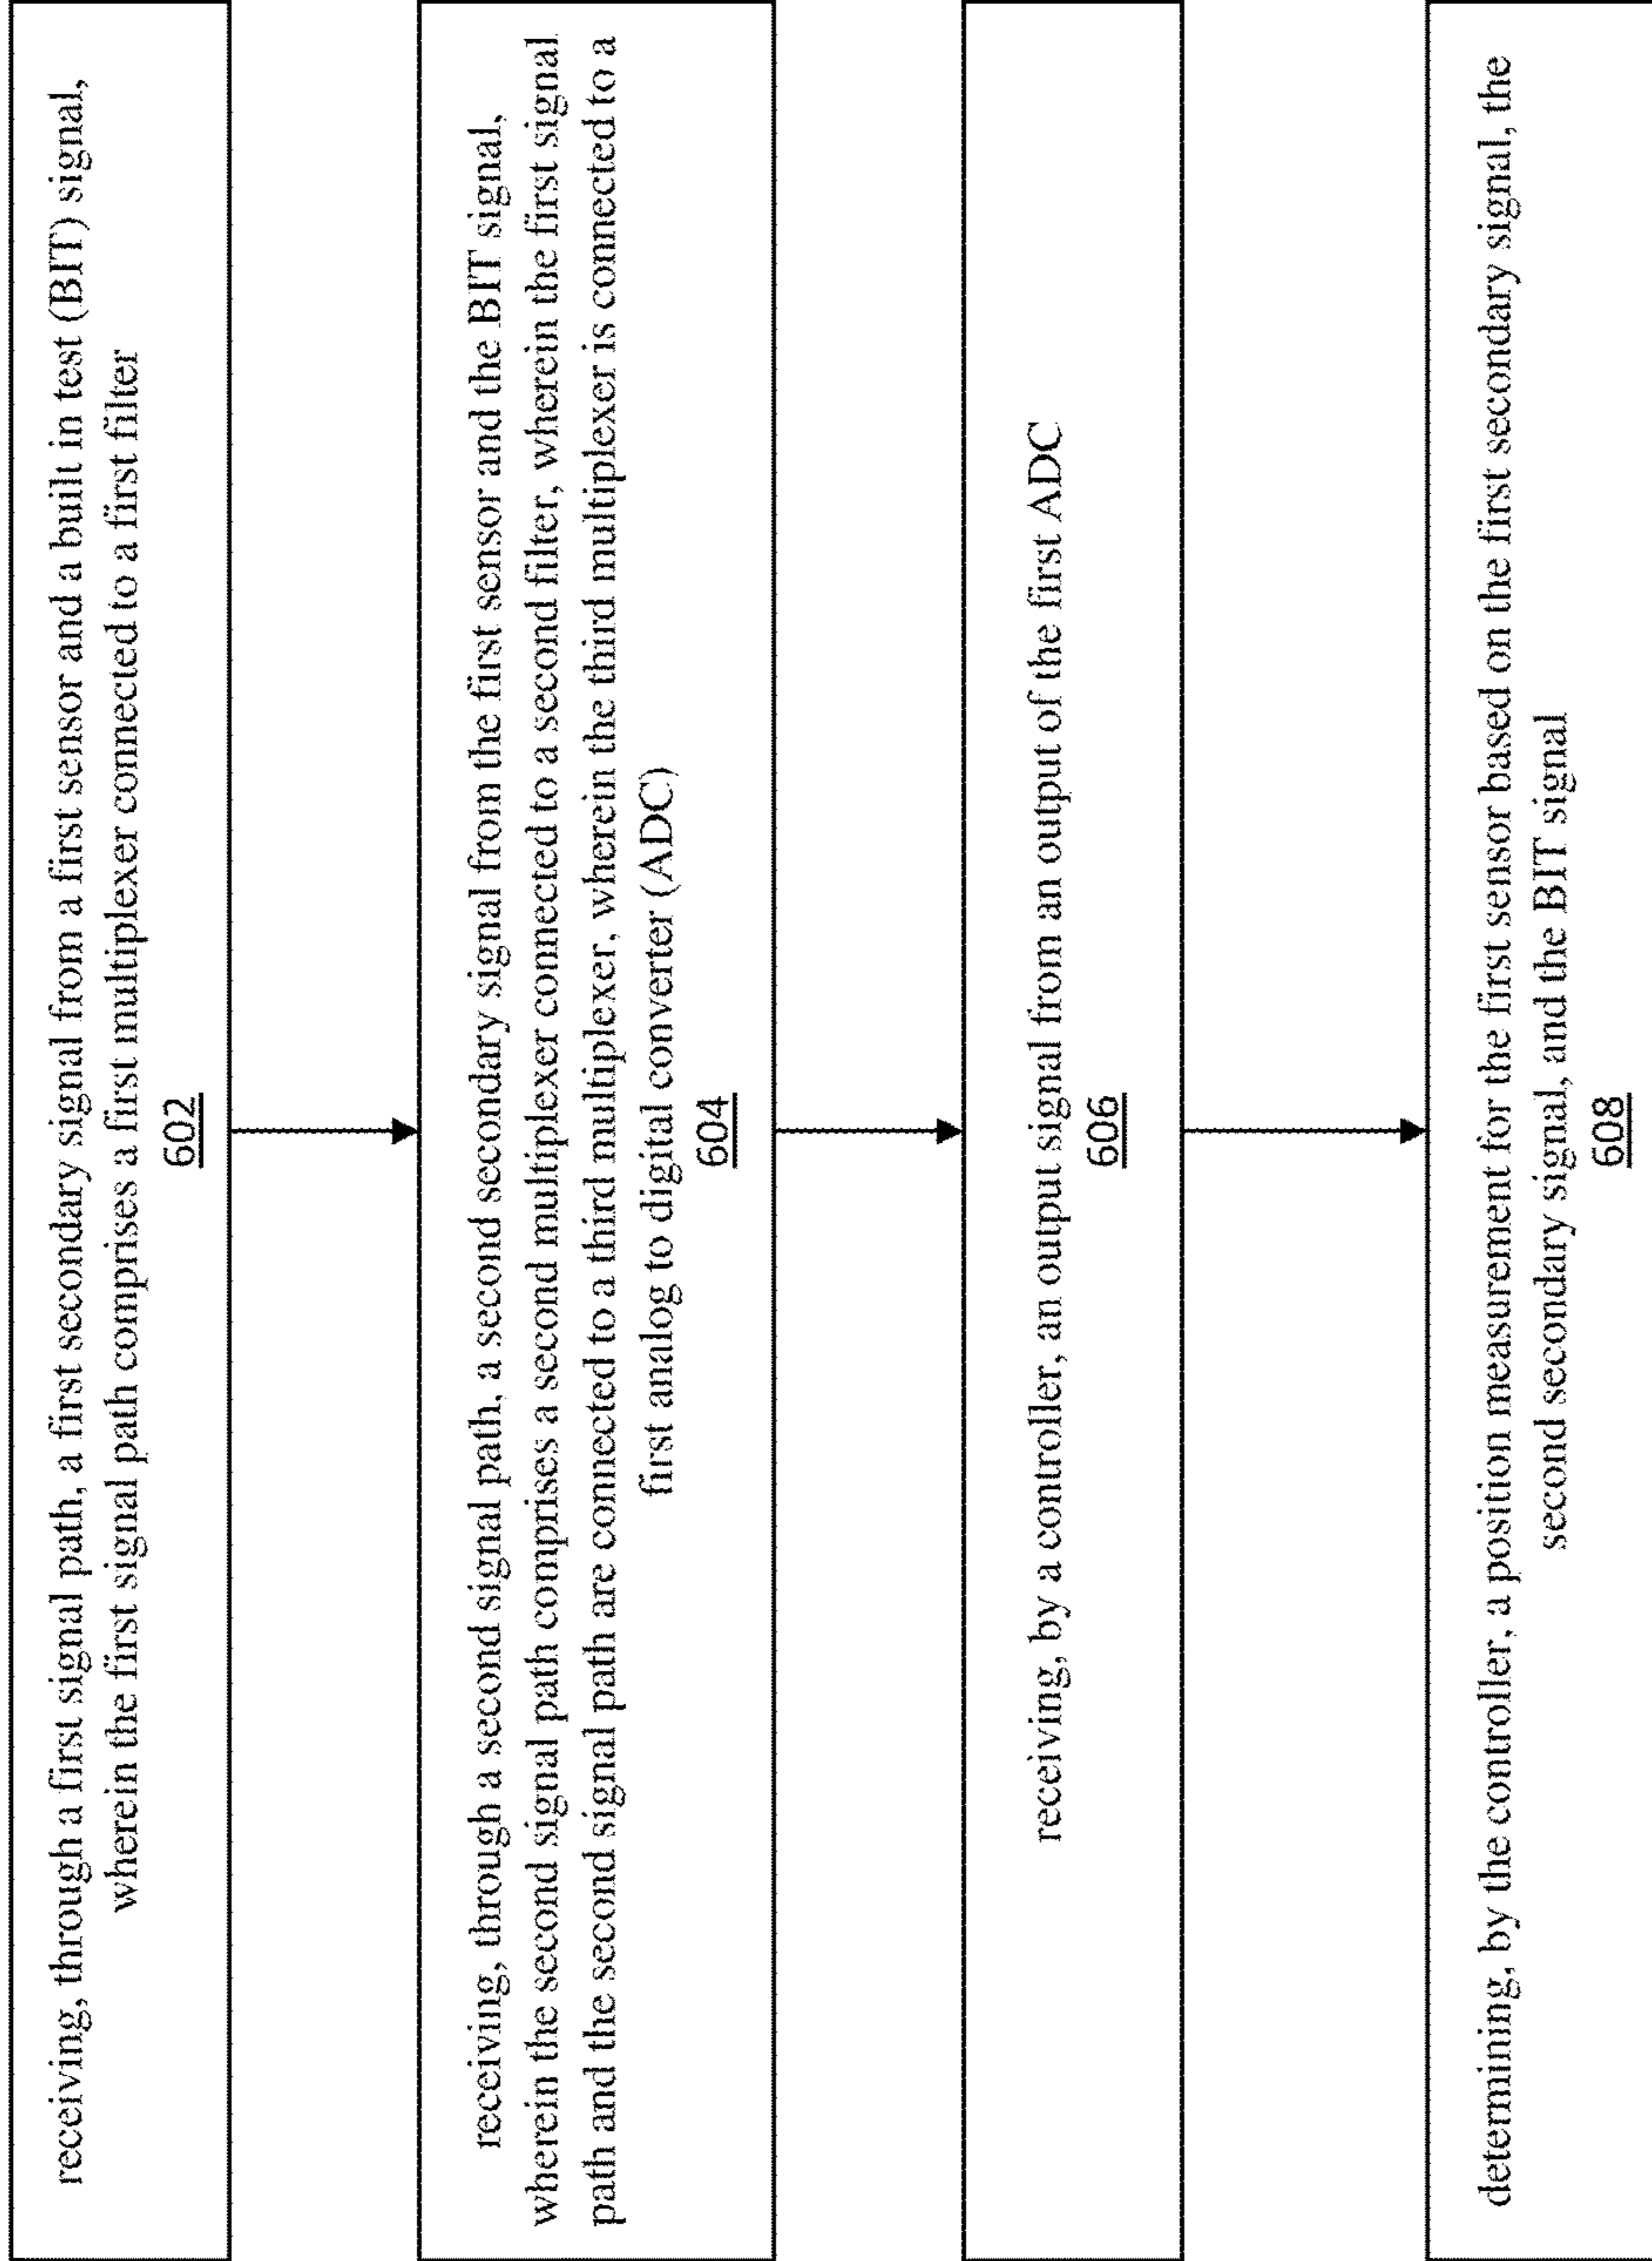 receiving, through a first signal path, a first secondary signal from a first sensor and a built in test (BIT) signal,
wherein the first signal path comprises a first multiplexer connected to a first filter
602
receiving, through a second signal path, a second secondary signal from the first sensor and the BIT signal,
wherein the second signal path comprises a second multiplexer connected to a second filter, wherein the first signal
path and the second signal path are connected to a third multiplexer, wherein the third multiplexer is connected to a
first analog to digital converter (ADC)
604
receiving, by a controller, an output signal from an output of the first ADC
606
determining, by the controller, a position measurement for the first sensor based on the first secondary signal, the
second secondary signal, and the BIT signal
608